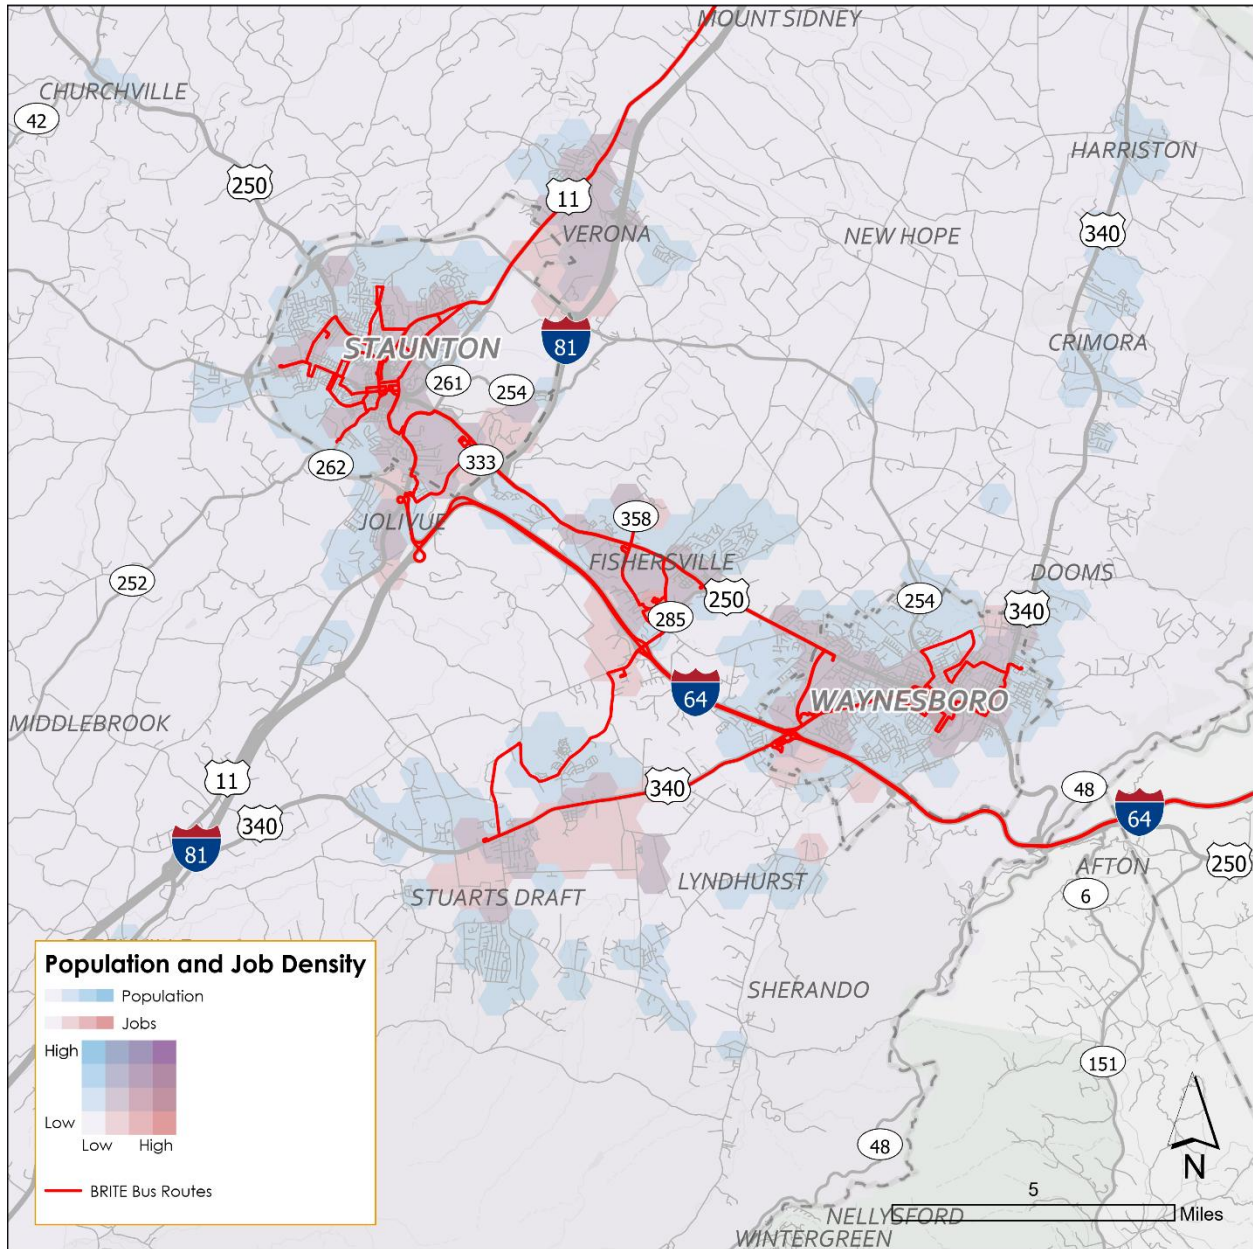 MOUNT SIDNEY
CHURCHVILLE
42
HARRISTON
250
11
VERONA
NEW HOPE
340
CRIMORA
81
STAUNTON
261
254
262
333
358
JOLIVUE
FISHERSVILLE
DOOMS
252
250
254
340
285
64
WAYNESBORO
MIDDLEBROOK
11
340
48
64
340
81
AFTON
250
LYNDHURST
STUARTS DRAFT
6
Population and Job Density
Population
Jobs
High
Low
Low High
BRITE Bus Routes
SHERANDO
151
48
N
5
Miles
NELLYSFORD
WINTERGREEN